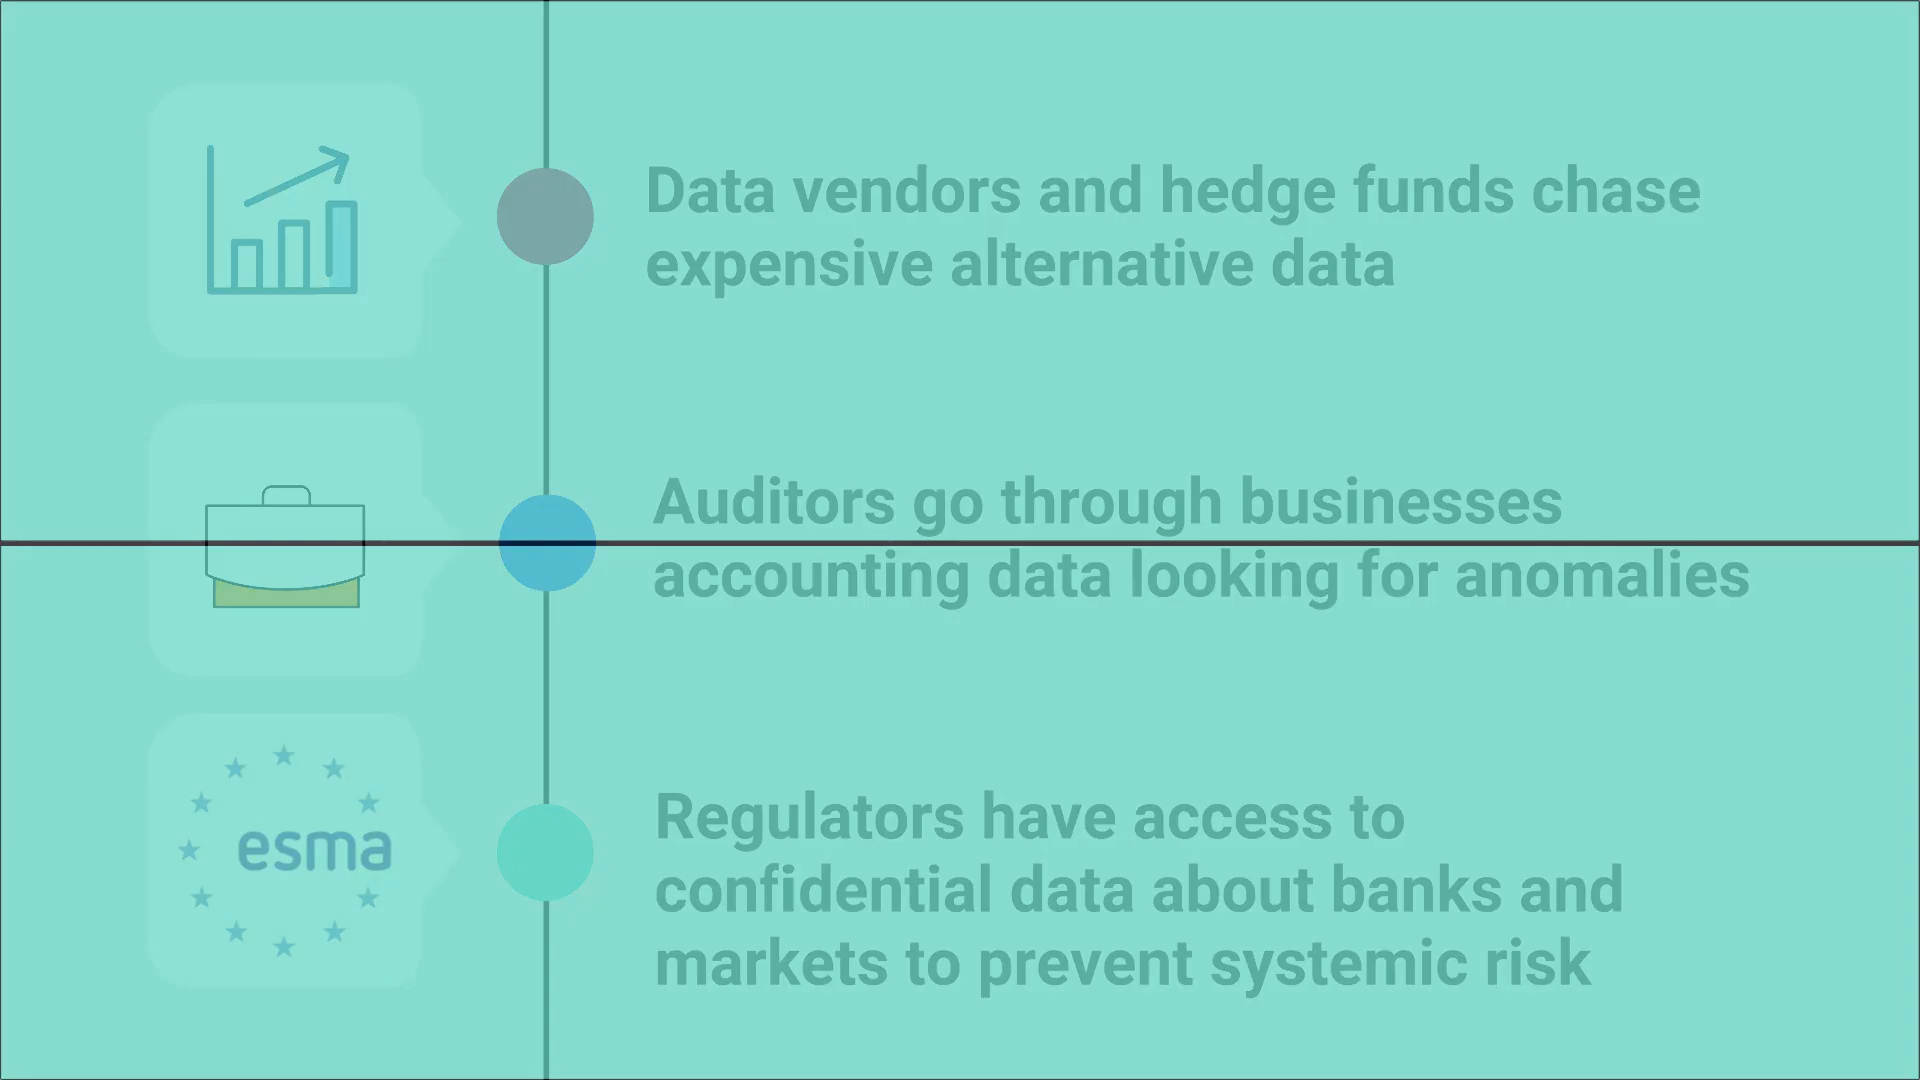 Data vendors and hedge funds chase
expensive alternative data
Auditors go through businesses
accounting data looking for anomalies
esma
Regulators have access to
confidential data about banks and
markets to prevent systemic risk